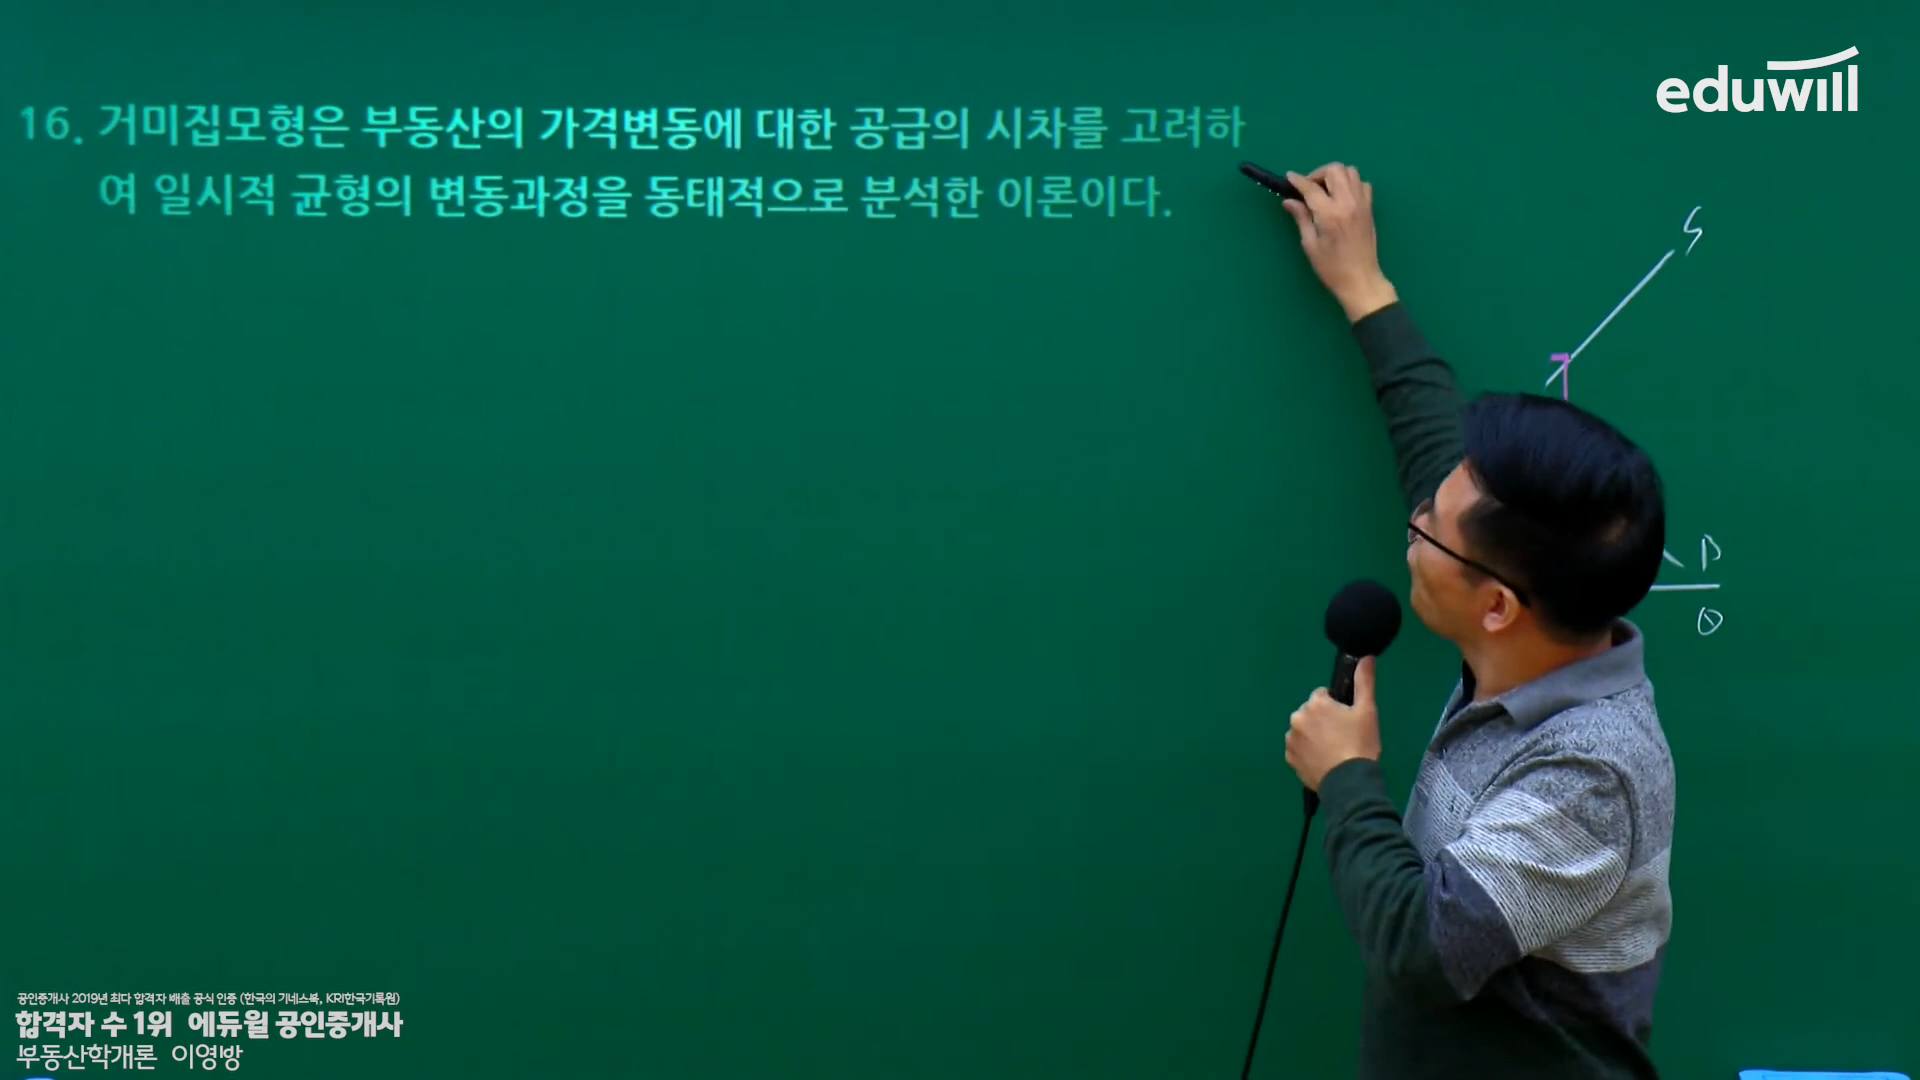 eduwill
16. 거미집모형은 부동산의 가격변동에 대한 공급의 시차를 고려하
여 일시적 균형의 변동과정을 동태적으로 분석한 이론이다.
S
D
Q
공인중개사 2019년 최다 합격자 배출 공식 인증 (한국의 기네스북, KRI한국기록원)
합격자 수 1위 에듀윌 공인중개사
부동산학개론 이영방